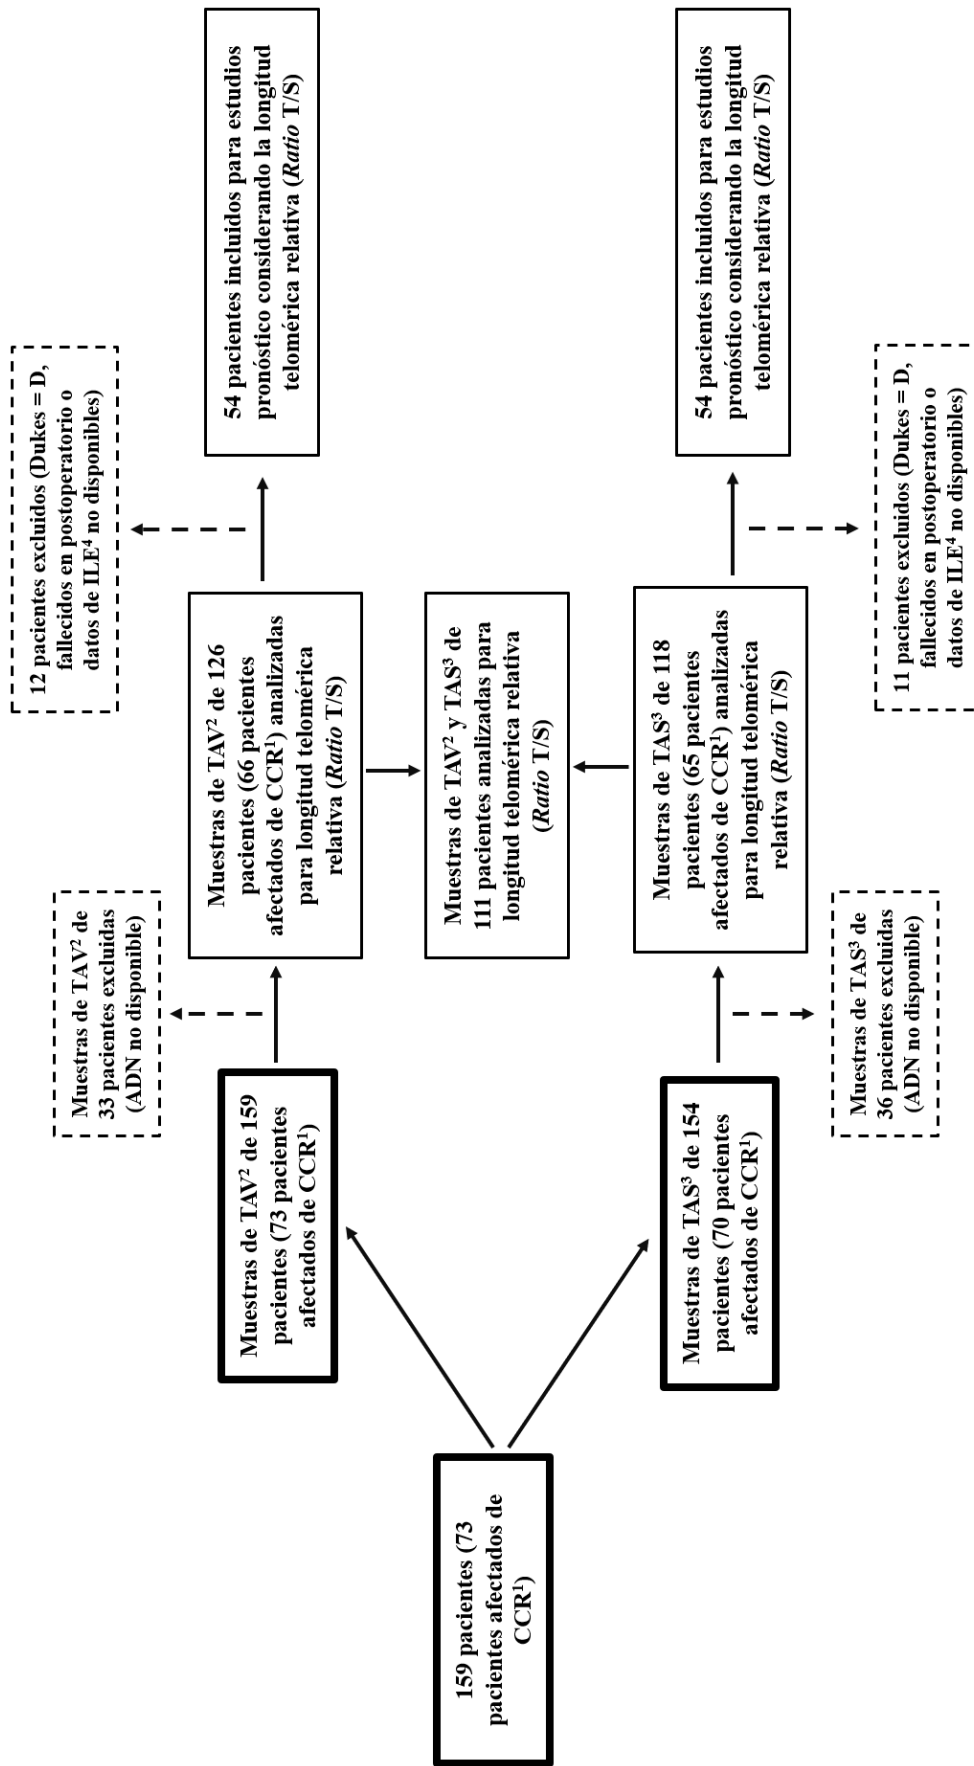 159 pacientes (73
pacientes afectados de
CCR¹)
Muestras de TAV² de 159
pacientes (73 pacientes
afectados de CCR¹)
Muestras de TAS³ de 154
pacientes (70 pacientes
afectados de CCR¹)
Muestras de TAV² de
33 pacientes excluidas
(ADN no disponible)
Muestras de TAS³ de
36 pacientes excluidas
(ADN no disponible)
Muestras de TAV² de 126
pacientes (66 pacientes
afectados de CCR¹) analizadas
para longitud telomérica
relativa (Ratio T/S)
Muestras de TAV² y TAS³ de
111 pacientes analizadas para
longitud telomérica relativa
(Ratio T/S)
Muestras de TAS³ de 118
pacientes (65 pacientes
afectados de CCR¹) analizadas
para longitud telomérica
relativa (Ratio T/S)
12 pacientes excluidos (Dukes = D,
fallecidos en postoperatorio o
datos de ILE⁴ no disponibles)
11 pacientes excluidos (Dukes = D,
fallecidos en postoperatorio o
datos de ILE⁴ no disponibles)
54 pacientes incluidos para estudios
pronóstico considerando la longitud
telomérica relativa (Ratio T/S)
54 pacientes incluidos para estudios
pronóstico considerando la longitud
telomérica relativa (Ratio T/S)